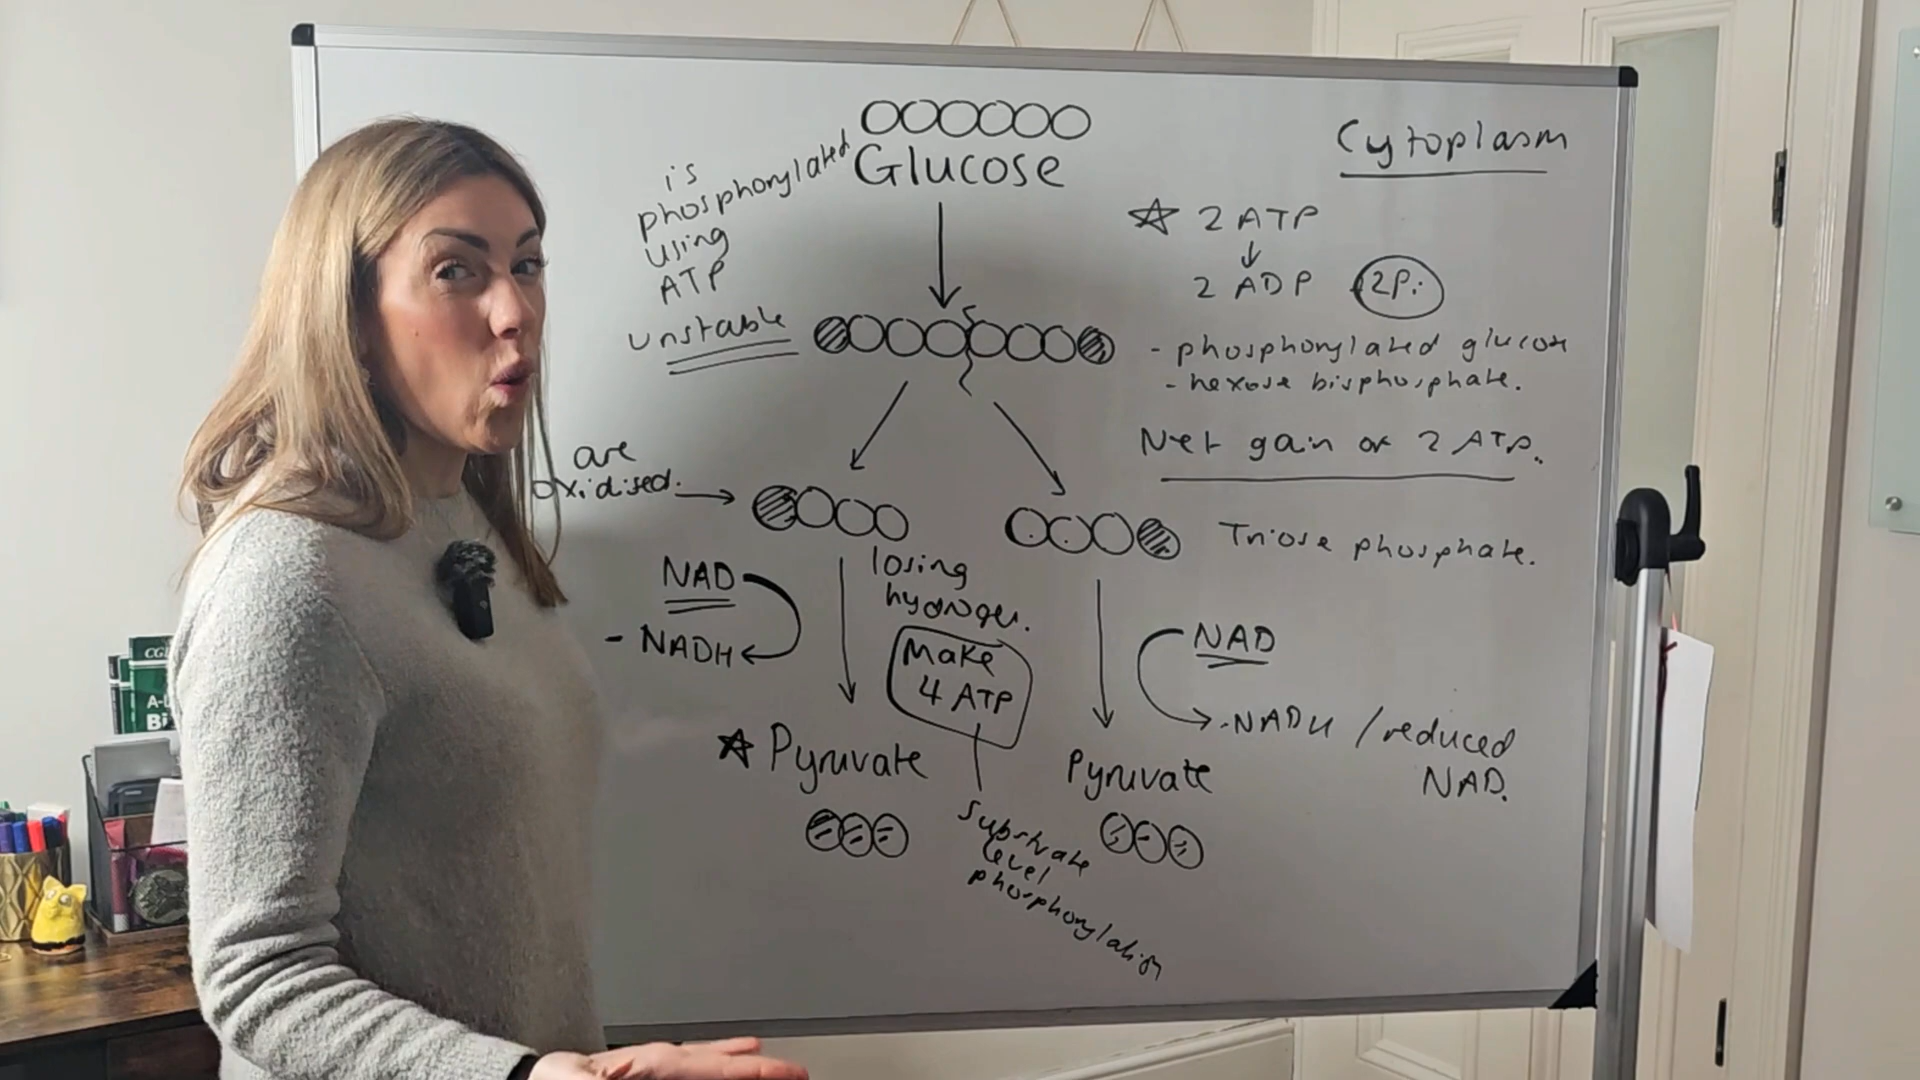 Glucose
Cytoplasm
is
phosphorylated
using
ATP
2 ATP
2 ADP
2Pi
unstable
- phosphorylated glucose
- hexose bisphosphate.
Net gain of 2 ATP.
are
oxidised.
Triose phosphate.
losing
hydrogen.
NAD
- NADH
Make
4 ATP
NAD
- NADH / reduced
NAD.
Pyruvate
Pyruvate
Substrate
level
phosphorylation
CGP
A-L
Bi